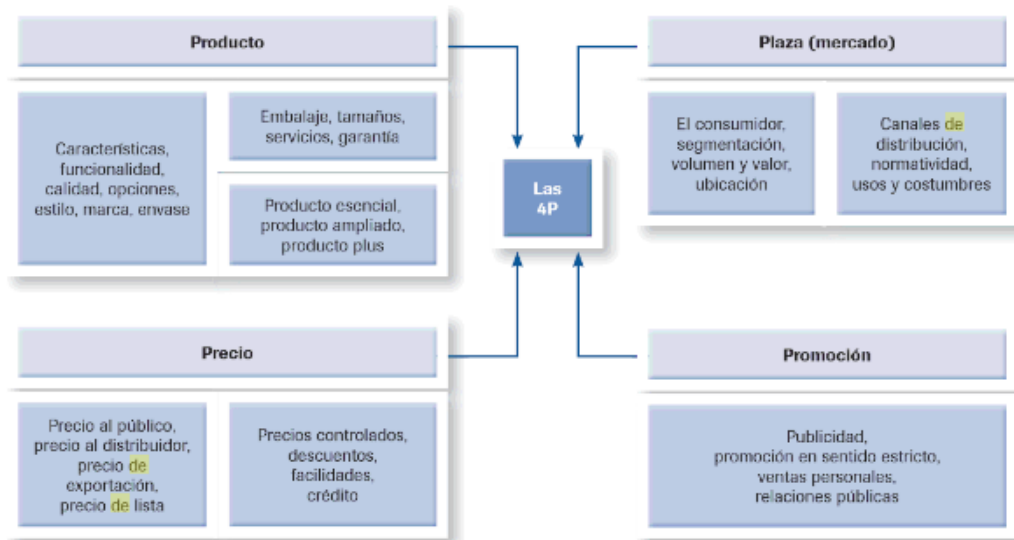 Producto
Características,
funcionalidad,
calidad, opciones,
estilo, marca, envase
Embalaje, tamaños,
servicios, garantía
Producto esencial,
producto ampliado,
producto plus
Plaza (mercado)
El consumidor,
segmentación,
volumen y valor,
ubicación
Canales de
distribución,
normatividad,
usos y costumbres
Las
4P
Precio
Precio al público,
precio al distribuidor,
precio de
exportación,
precio de lista
Precios controlados,
descuentos,
facilidades,
crédito
Promoción
Publicidad,
promoción en sentido estricto,
ventas personales,
relaciones públicas